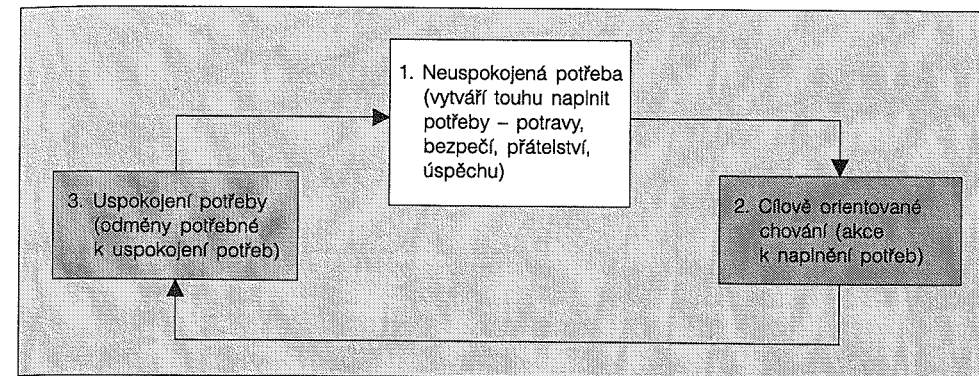 1. Neuspokojená potřeba
(vytváří touhu naplnit
potřeby – potravy,
bezpečí, přátelství,
úspěchu)
2. Cílově orientované
chování (akce
k naplnění potřeb)
3. Uspokojení potřeby
(odměny potřebné
k uspokojení potřeb)